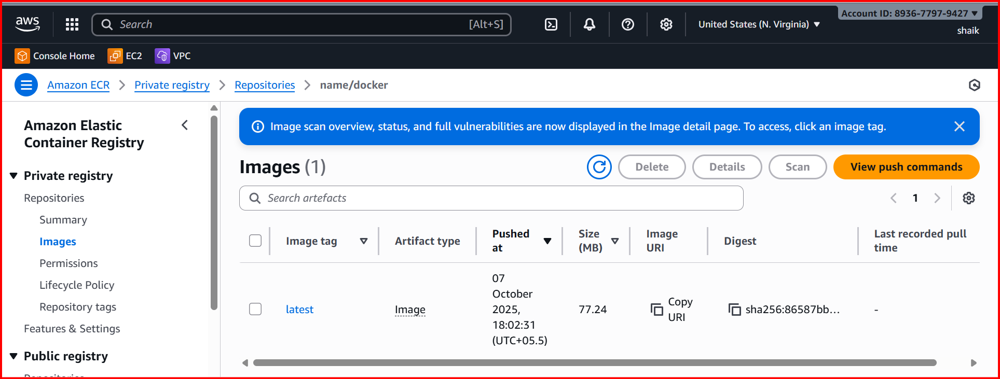 aws
Search
[Alt+S]
United States (N. Virginia)
Account ID: 8936-7797-9427
shaik
Console Home
EC2
VPC
Amazon ECR
Private registry
Repositories
name/docker
Amazon Elastic
Container Registry
Private registry
Repositories
Summary
Images
Permissions
Lifecycle Policy
Repository tags
Features & Settings
Public registry
Repositories
Image scan overview, status, and full vulnerabilities are now displayed in the Image detail page. To access, click an image tag.
Images (1)
Delete
Details
Scan
View push commands
Search artefacts
1
Image tag
Artifact type
Pushed
at
Size
(MB)
Image
URI
Digest
Last recorded pull
time
latest
Image
07
October
2025,
18:02:31
(UTC+05.5)
77.24
Copy
URI
sha256:86587bb...
-